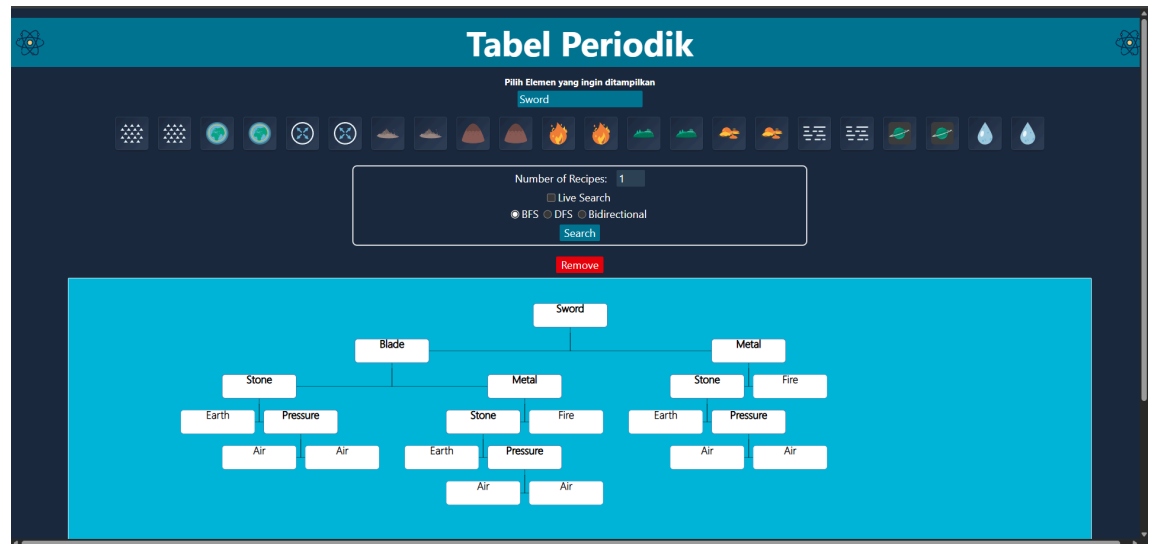 Tabel Periodik
Pilih Elemen yang ingin ditampilkan
Sword
Number of Recipes: 1
Live Search
BFS DFS Bidirectional
Search
Remove
Sword
Blade Metal
Stone Metal Stone Fire
Earth Pressure Stone Fire Earth Pressure
Air Air Earth Pressure Air Air
Air Air